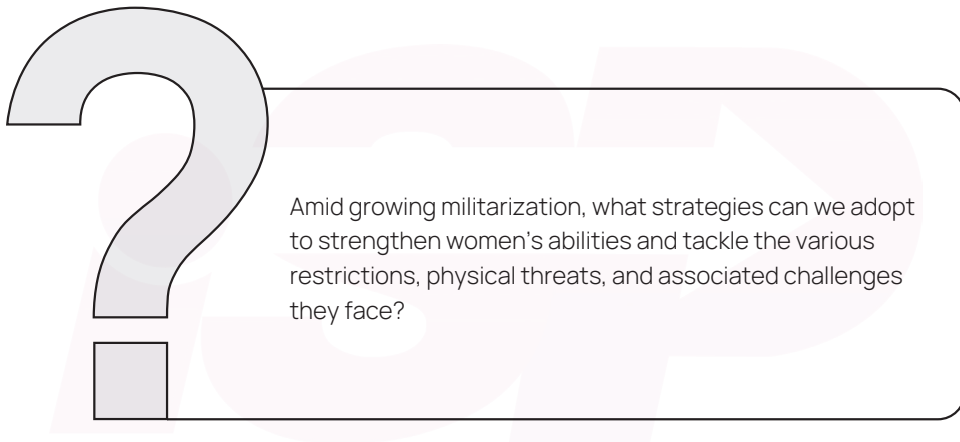 Amid growing militarization, what strategies can we adopt
to strengthen women's abilities and tackle the various
restrictions, physical threats, and associated challenges
they face?